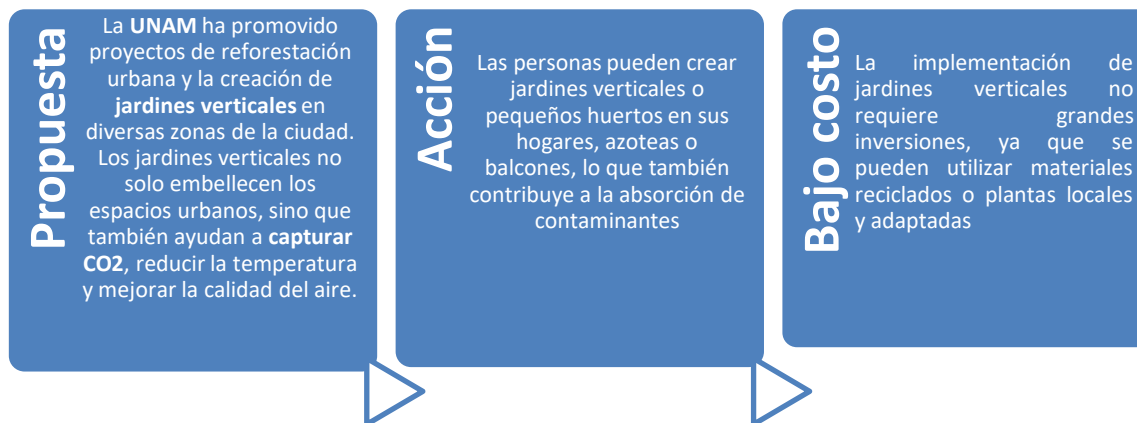 Propuesta
La UNAM ha promovido
proyectos de reforestación
urbana y la creación de
jardines verticales en
diversas zonas de la ciudad.
Los jardines verticales no
solo embellecen los
espacios urbanos, sino que
también ayudan a capturar
CO2, reducir la temperatura
y mejorar la calidad del aire.
Acción
Las personas pueden crear
jardines verticales o
pequeños huertos en sus
hogares, azoteas o
balcones, lo que también
contribuye a la absorción de
contaminantes
Bajo costo
La implementación de
jardines verticales no
requiere grandes
inversiones, ya que se
pueden utilizar materiales
reciclados o plantas locales
y adaptadas